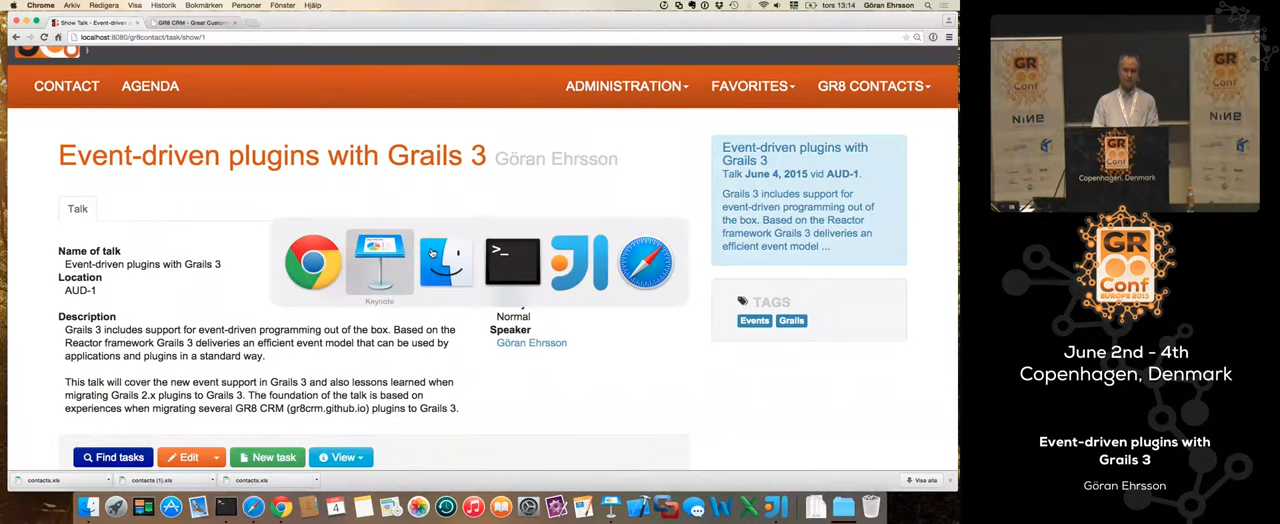 Chrome Arkiv Redigera Visa Historik Bokmärken Personer Fönster Hjälp
tors 13:14 Göran Ehrsson
Show Talk - Event-driven p
GR8 CRM - Great Custom
localhost:8080/gr8contact/task/show/1
CONTACT AGENDA ADMINISTRATION FAVORITES GR8 CONTACTS
Event-driven plugins with Grails 3 Göran Ehrsson
Talk
Name of talk
Event-driven plugins with Grails 3
Location
AUD-1
Description
Grails 3 includes support for event-driven programming out of the box. Based on the
Reactor framework Grails 3 deliveries an efficient event model that can be used by
applications and plugins in a standard way.
This talk will cover the new event support in Grails 3 and also lessons learned when
migrating Grails 2.x plugins to Grails 3. The foundation of the talk is based on
experiences when migrating several GR8 CRM (gr8crm.github.io) plugins to Grails 3.
Keynote
Normal
Speaker
Göran Ehrsson
Event-driven plugins with
Grails 3
Talk June 4, 2015 vid AUD-1.
Grails 3 includes support for
event-driven programming out of
the box. Based on the Reactor
framework Grails 3 deliveries an
efficient event model ...
TAGS
Events Grails
Find tasks Edit New task View
contacts.xls contacts (1).xls contacts.xls Visa alla
GR
Conf
NINE
GR
Conf
NINE
GR
Conf
Copenhagen, Denmark
GR
Conf
EUROPE 2015
June 2nd - 4th
Copenhagen, Denmark
Event-driven plugins with
Grails 3
Göran Ehrsson